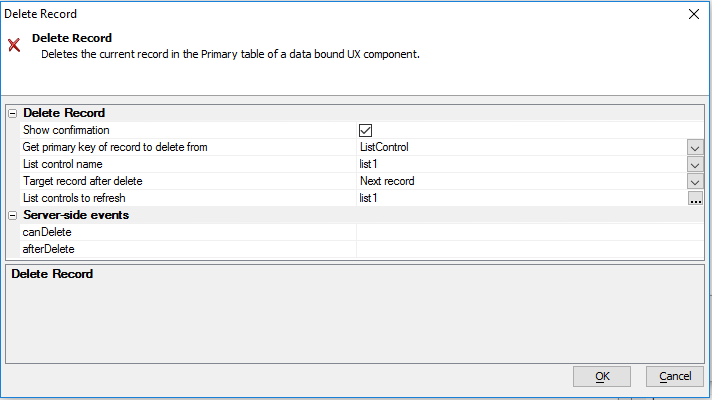 Delete Record
Delete Record
Deletes the current record in the Primary table of a data bound UX component.
Delete Record
Show confirmation
Get primary key of record to delete from ListControl
List control name list1
Target record after delete Next record
List controls to refresh list1 ...
Server-side events
canDelete
afterDelete
Delete Record
OK Cancel